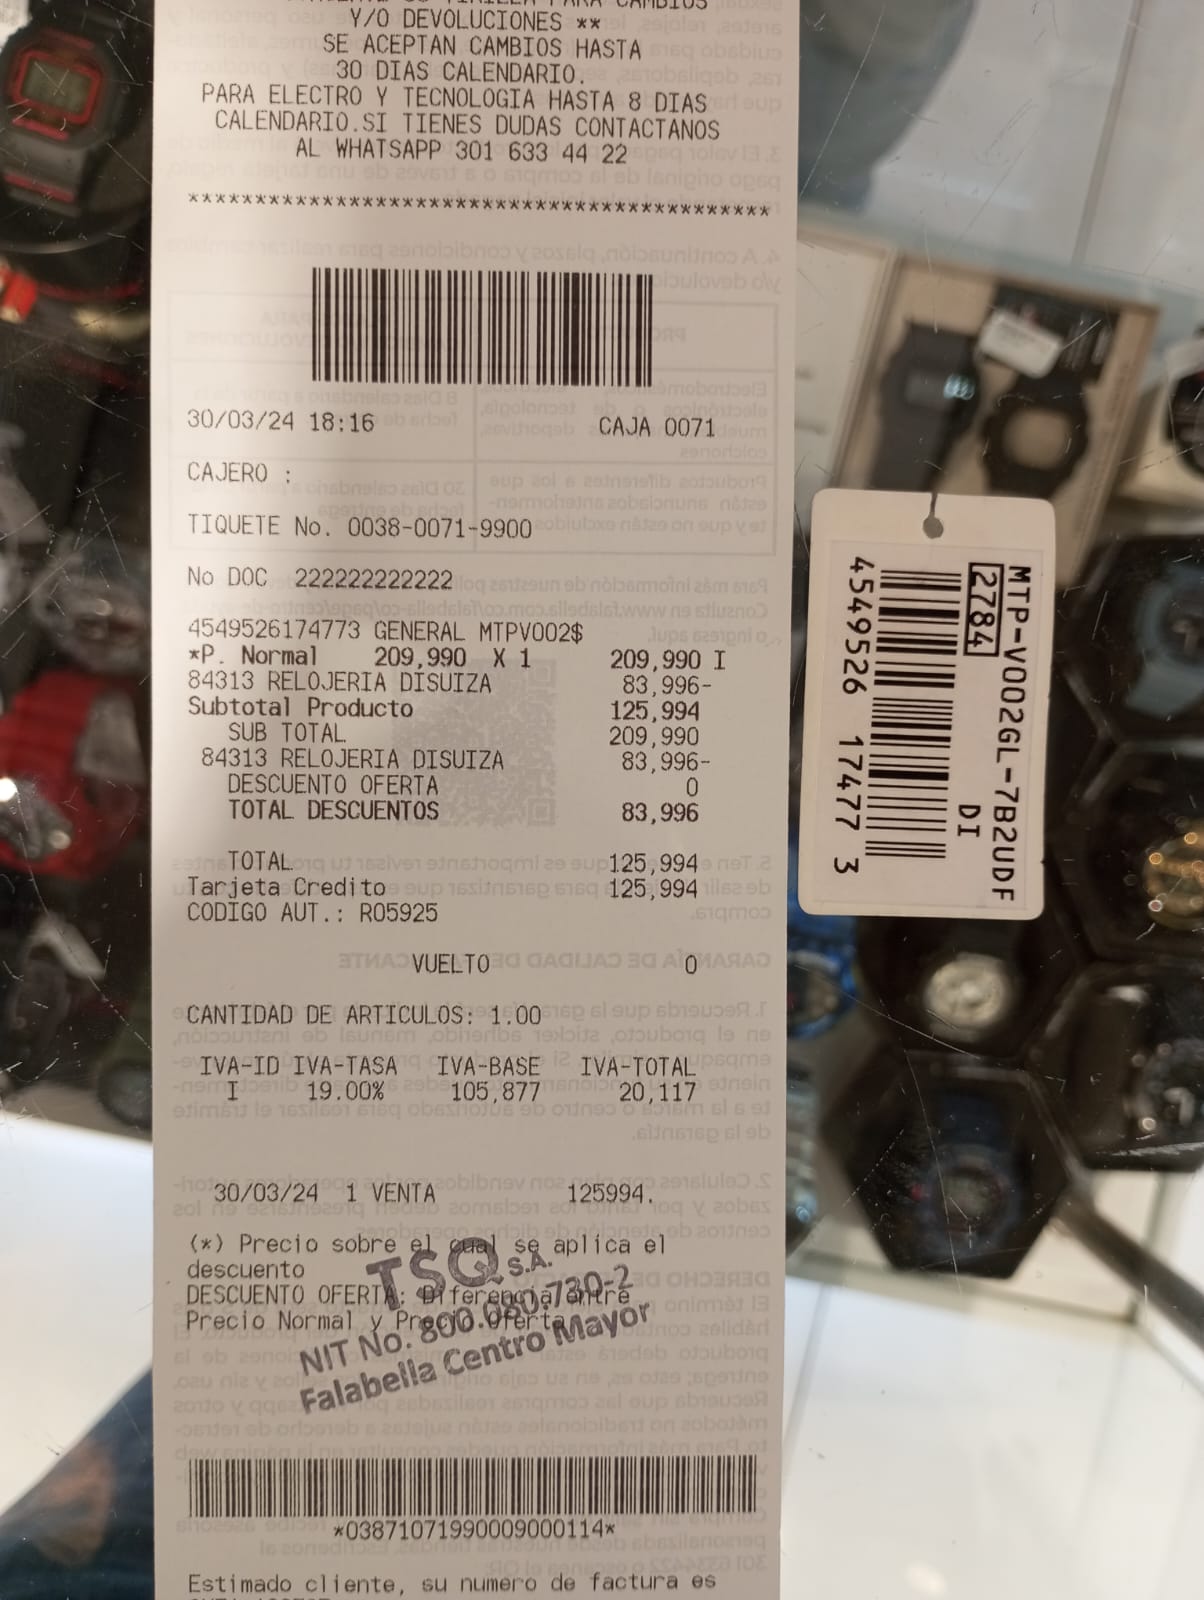 Y/O DEVOLUCIONES **
SE ACEPTAN CAMBIOS HASTA
30 DIAS CALENDARIO.
PARA ELECTRO Y TECNOLOGIA HASTA 8 DIAS
CALENDARIO.SI TIENES DUDAS CONTACTANOS
AL WHATSAPP 301 633 44 22
********************************************
30/03/24 18:16 CAJA 0071
CAJERO :
TIQUETE No. 0038-0071-9900
No DOC 222222222222
4549526174773 GENERAL MTPV002$
*P. Normal 209,990 X 1 209,990 I
84313 RELOJERIA DISUIZA 83,996-
Subtotal Producto 125,994
SUB TOTAL 209,990
84313 RELOJERIA DISUIZA 83,996-
DESCUENTO OFERTA 0
TOTAL DESCUENTOS 83,996
TOTAL 125,994
Tarjeta Credito 125,994
CODIGO AUT.: R05925
VUELTO 0
CANTIDAD DE ARTICULOS: 1.00
IVA-ID IVA-TASA IVA-BASE IVA-TOTAL
I 19.00% 105,877 20,117
30/03/24 1 VENTA 125994.
(*) Precio sobre el cual se aplica el
descuento
DESCUENTO OFERTA: Diferencia entre
Precio Normal y Precio Oferta
TSQ S.A.
NIT No. 800.080.730-2
Falabella Centro Mayor
*03871071990009000114*
Estimado cliente, su numero de factura es
MTP-V002GL-7B2UDF
2784 DI
4549526 17477 3